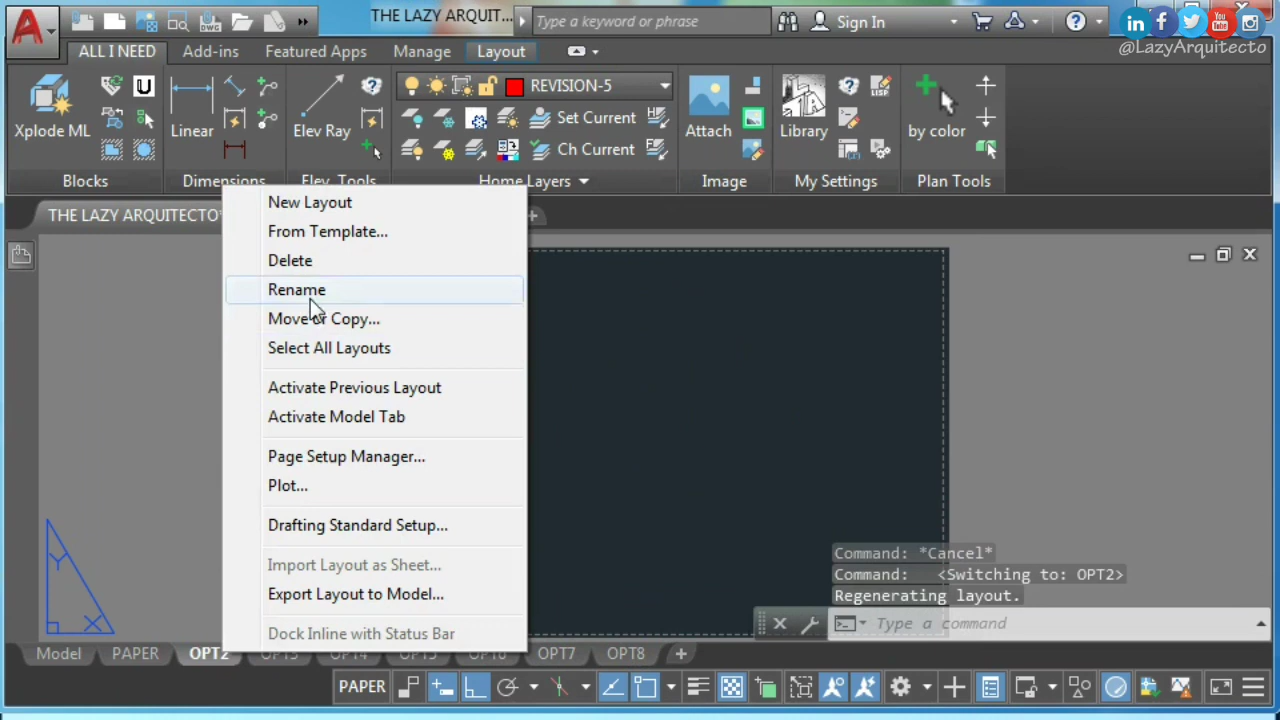 THE LAZY ARQUIT...
Type a keyword or phrase
Sign In
@LazyArquitecto
ALL I NEED
Add-ins
Featured Apps
Manage
Layout
Xplode ML
Linear
Elev Ray
REVISION-5
Set Current
Ch Current
Attach
Library
by color
Blocks
Dimensions
Elev. Tools
Home Layers
Image
My Settings
Plan Tools
THE LAZY ARQUITECTO*
New Layout
From Template...
Delete
Rename
Move or Copy...
Select All Layouts
Activate Previous Layout
Activate Model Tab
Page Setup Manager...
Plot...
Drafting Standard Setup...
Import Layout as Sheet...
Export Layout to Model...
Dock Inline with Status Bar
Y
X
Command: *Cancel*
Command: <Switching to: OPT2>
Regenerating layout.
Type a command
Model
PAPER
OPT2
OPT3
OPT4
OPT5
OPT6
OPT7
OPT8
PAPER